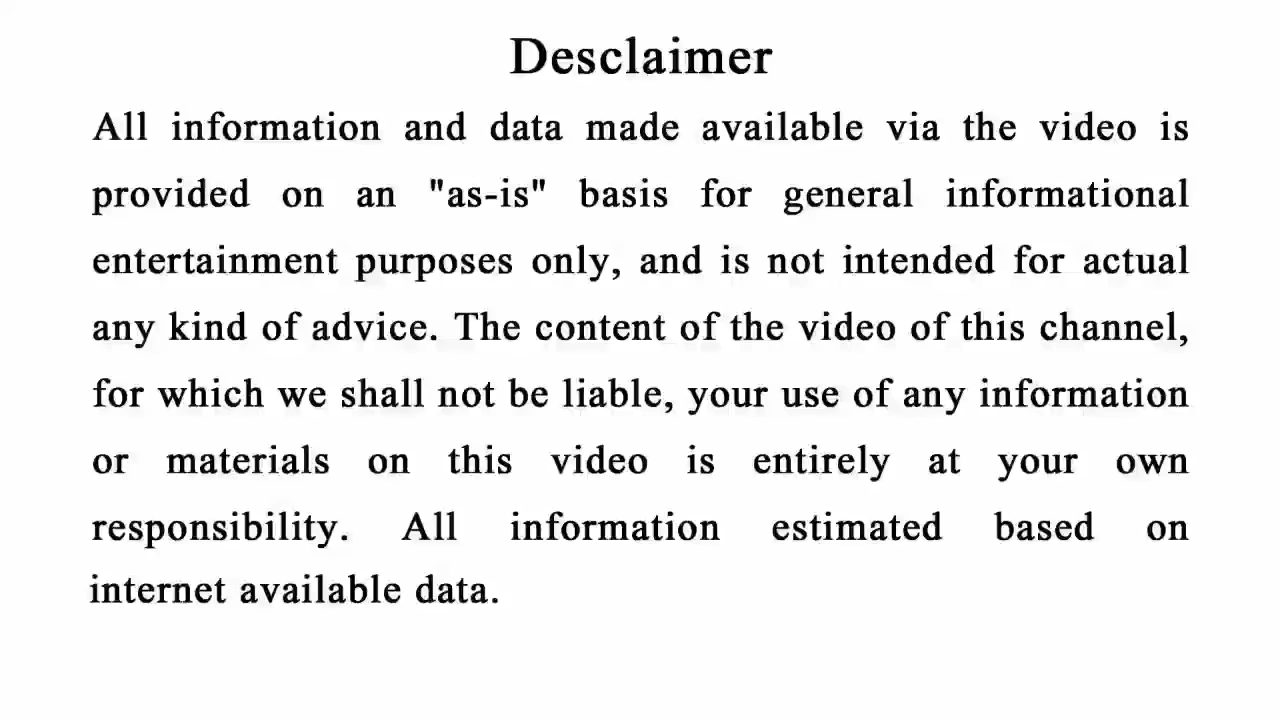 Desclaimer
All information and data made available via the video is
provided on an "as-is" basis for general informational
entertainment purposes only, and is not intended for actual
any kind of advice. The content of the video of this channel,
for which we shall not be liable, your use of any information
or materials on this video is entirely at your own
responsibility. All information estimated based on
internet available data.